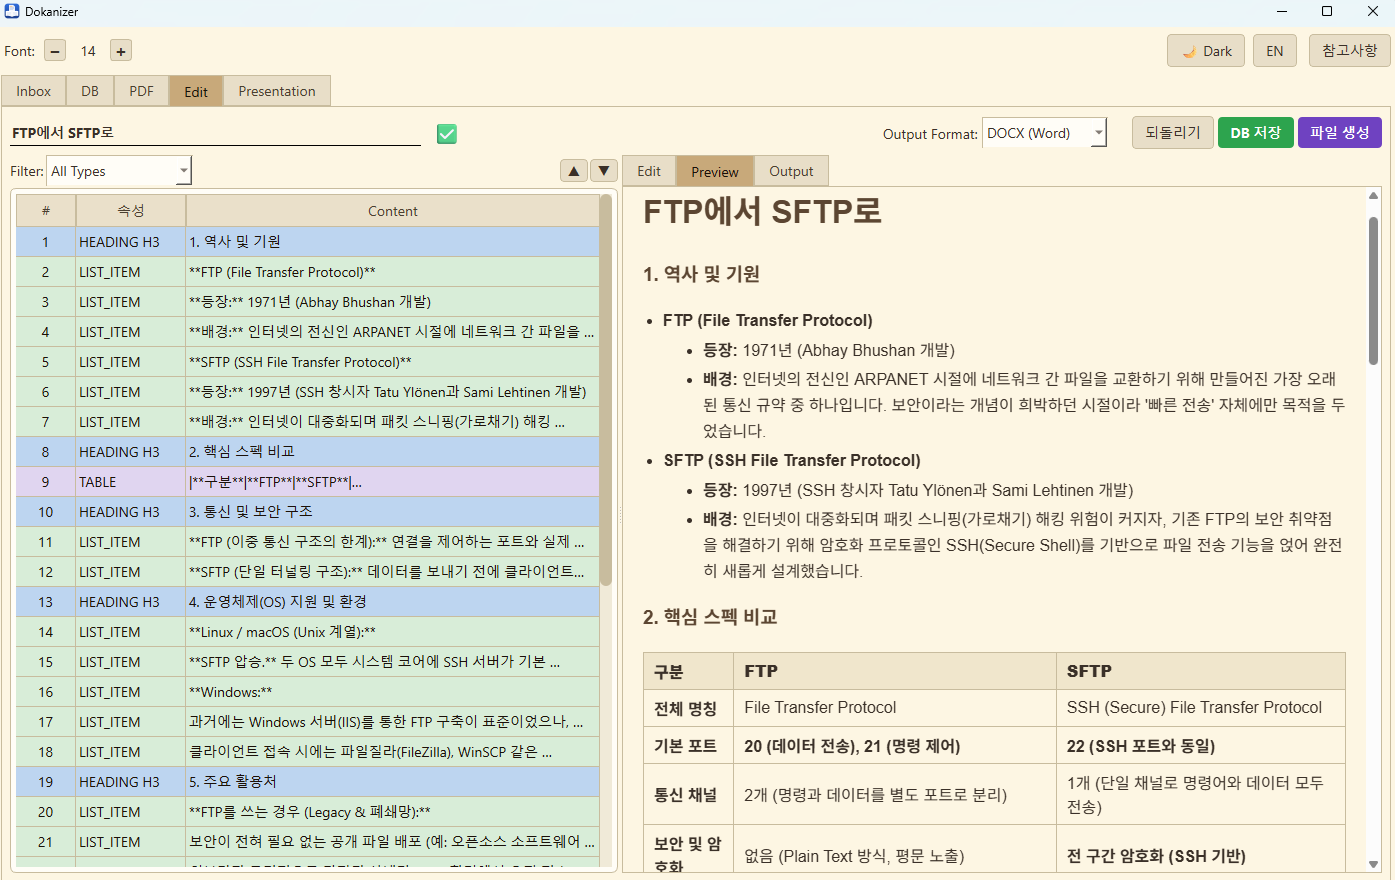 Dokanizer
Font: − 14 +
Dark EN 참고사항
Inbox DB PDF Edit Presentation
FTP에서 SFTP로
Output Format: DOCX (Word) 되돌리기 DB 저장 파일 생성
Filter: All Types ▲ ▼
Edit Preview Output
# 속성 Content
1 HEADING H3 1. 역사 및 기원
2 LIST_ITEM **FTP (File Transfer Protocol)**
3 LIST_ITEM **등장:** 1971년 (Abhay Bhushan 개발)
4 LIST_ITEM **배경:** 인터넷의 전신인 ARPANET 시절에 네트워크 간 파일을 ...
5 LIST_ITEM **SFTP (SSH File Transfer Protocol)**
6 LIST_ITEM **등장:** 1997년 (SSH 창시자 Tatu Ylönen과 Sami Lehtinen 개발)
7 LIST_ITEM **배경:** 인터넷이 대중화되며 패킷 스니핑(가로채기) 해킹 ...
8 HEADING H3 2. 핵심 스펙 비교
9 TABLE |**구분**|**FTP**|**SFTP**|...
10 HEADING H3 3. 통신 및 보안 구조
11 LIST_ITEM **FTP (이중 통신 구조의 한계):** 연결을 제어하는 포트와 실제 ...
12 LIST_ITEM **SFTP (단일 터널링 구조):** 데이터를 보내기 전에 클라이언트...
13 HEADING H3 4. 운영체제(OS) 지원 및 환경
14 LIST_ITEM **Linux / macOS (Unix 계열):**
15 LIST_ITEM **SFTP 압승.** 두 OS 모두 시스템 코어에 SSH 서버가 기본 ...
16 LIST_ITEM **Windows:**
17 LIST_ITEM 과거에는 Windows 서버(IIS)를 통한 FTP 구축이 표준이었으나, ...
18 LIST_ITEM 클라이언트 접속 시에는 파일질라(FileZilla), WinSCP 같은 ...
19 HEADING H3 5. 주요 활용처
20 LIST_ITEM **FTP를 쓰는 경우 (Legacy & 폐쇄망):**
21 LIST_ITEM 보안이 전혀 필요 없는 공개 파일 배포 (예: 오픈소스 소프트웨어 ...
FTP에서 SFTP로
1. 역사 및 기원
• FTP (File Transfer Protocol)
• 등장: 1971년 (Abhay Bhushan 개발)
• 배경: 인터넷의 전신인 ARPANET 시절에 네트워크 간 파일을 교환하기 위해 만들어진 가장 오래
된 통신 규약 중 하나입니다. 보안이라는 개념이 희박하던 시절이라 '빠른 전송' 자체에만 목적을 두
었습니다.
• SFTP (SSH File Transfer Protocol)
• 등장: 1997년 (SSH 창시자 Tatu Ylönen과 Sami Lehtinen 개발)
• 배경: 인터넷이 대중화되며 패킷 스니핑(가로채기) 해킹 위험이 커지자, 기존 FTP의 보안 취약점
을 해결하기 위해 암호화 프로토콜인 SSH(Secure Shell)를 기반으로 파일 전송 기능을 얹어 완전
히 새롭게 설계했습니다.
2. 핵심 스펙 비교
구분 FTP SFTP
전체 명칭 File Transfer Protocol SSH (Secure) File Transfer Protocol
기본 포트 20 (데이터 전송), 21 (명령 제어) 22 (SSH 포트와 동일)
통신 채널 2개 (명령과 데이터를 별도 포트로 분리) 1개 (단일 채널로 명령어와 데이터 모두
전송)
보안 및 암
호화 없음 (Plain Text 방식, 평문 노출) 전 구간 암호화 (SSH 기반)